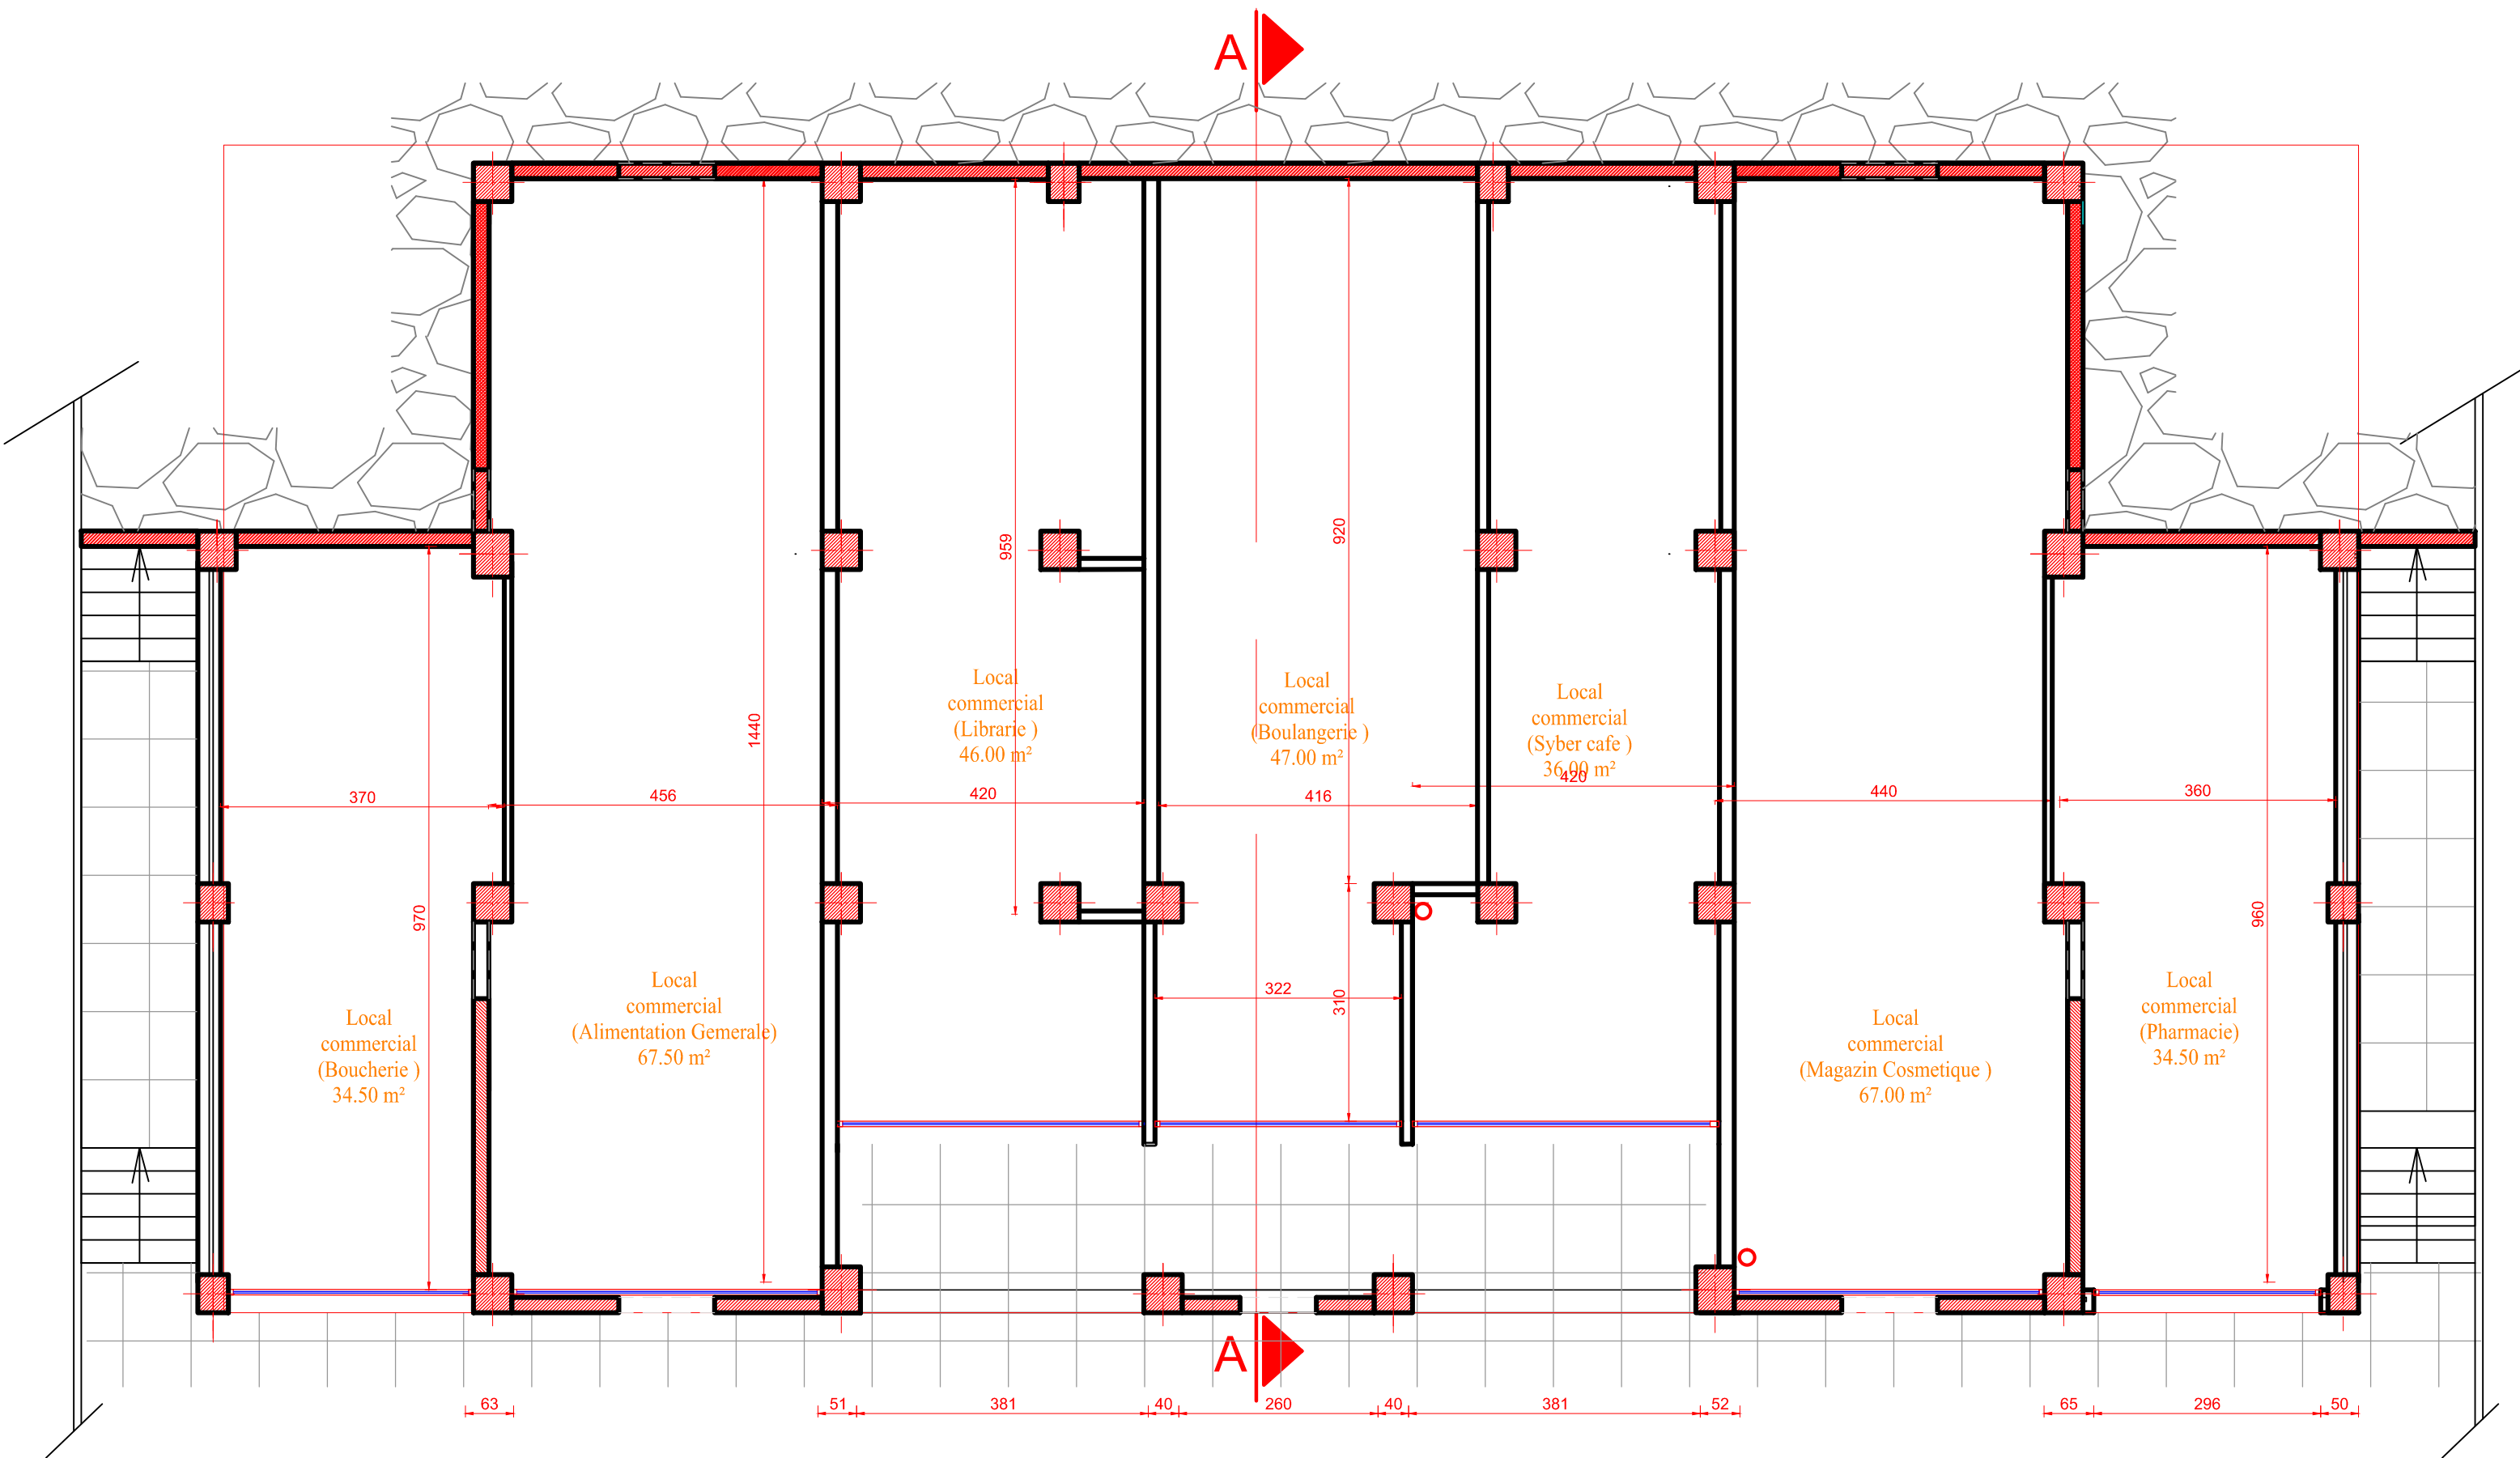 A
Local
commercial
(Librarie )
46.00 m²
Local
commercial
(Boulangerie )
47.00 m²
Local
commercial
(Syber cafe )
36.00 m²
959
920
1440
370
456
420
416
420
440
360
970
960
322
310
Local
commercial
(Boucherie )
34.50 m²
Local
commercial
(Alimentation Gemerale)
67.50 m²
Local
commercial
(Magazin Cosmetique )
67.00 m²
Local
commercial
(Pharmacie)
34.50 m²
A
63
51
381
40
260
40
381
52
65
296
50